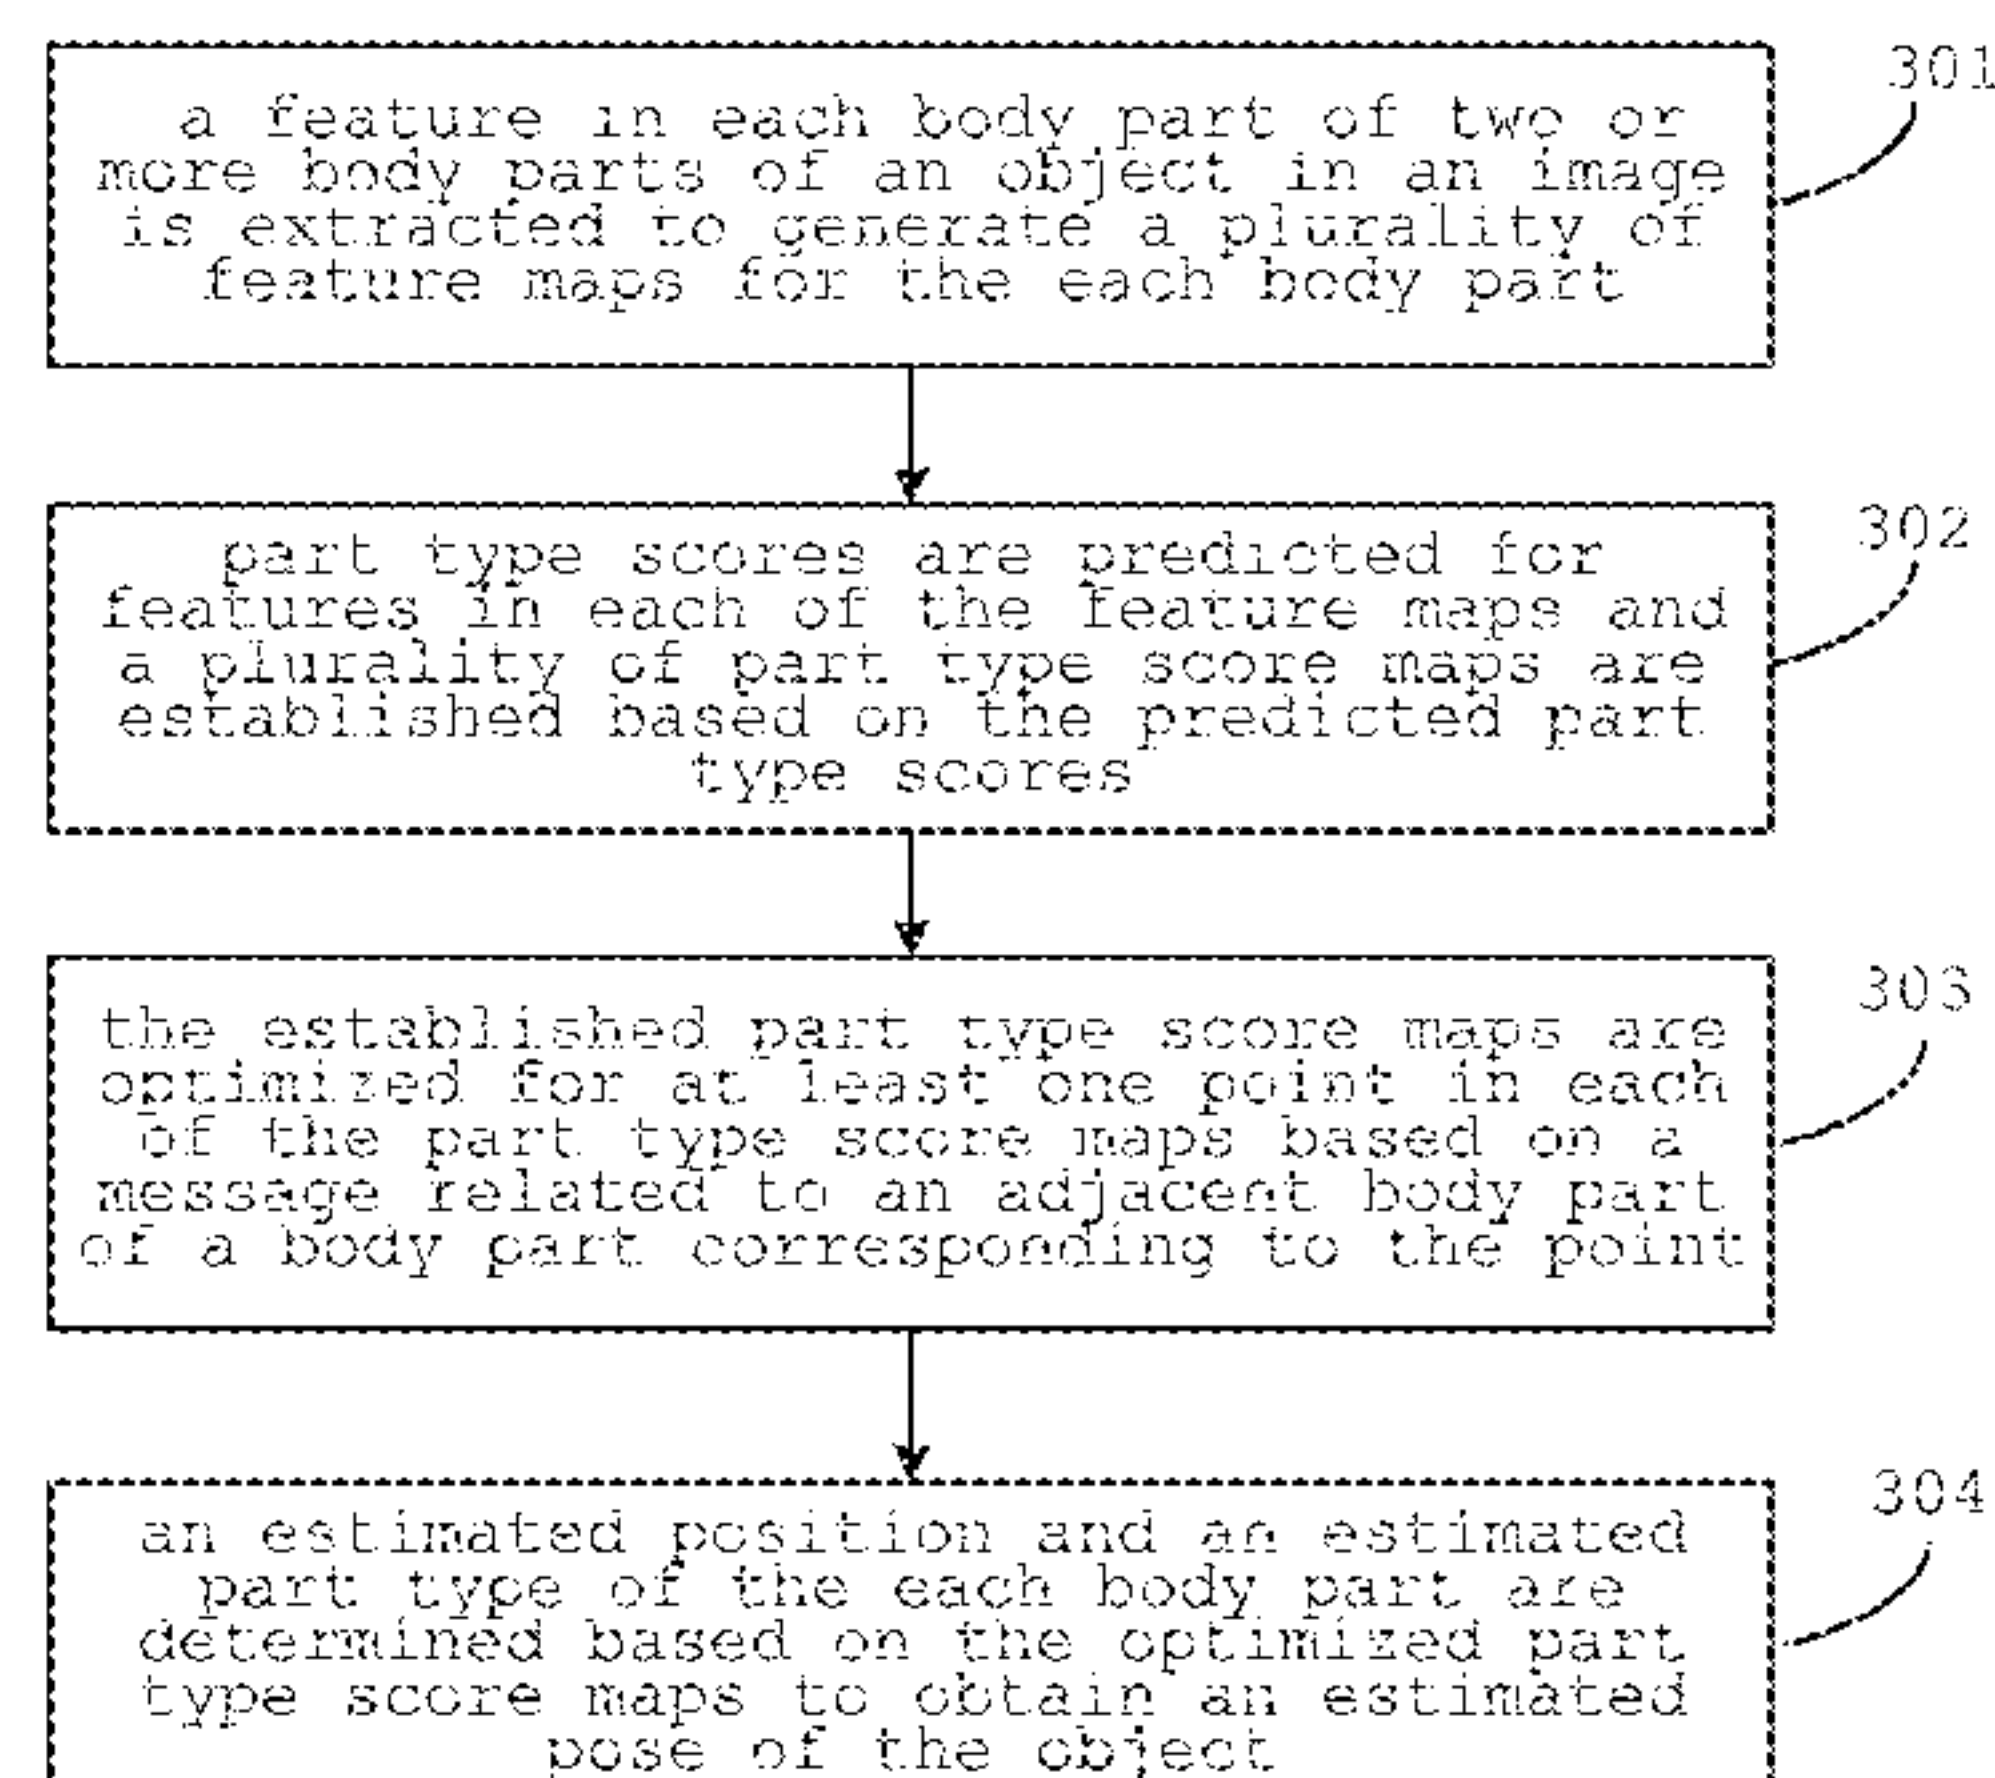 301
a feature in each body part of two or
more body parts of an object in an image
is extracted to generate a plurality of
feature maps for the each body part
302
part type scores are predicted for
features in each of the feature maps and
a plurality of part type score maps are
established based on the predicted part
type scores
303
the established part type score maps are
optimized for at least one point in each
of the part type score maps based on a
message related to an adjacent body part
of a body part corresponding to the point
304
an estimated position and an estimated
part type of the each body part are
determined based on the optimized part
type score maps to obtain an estimated
pose of the object